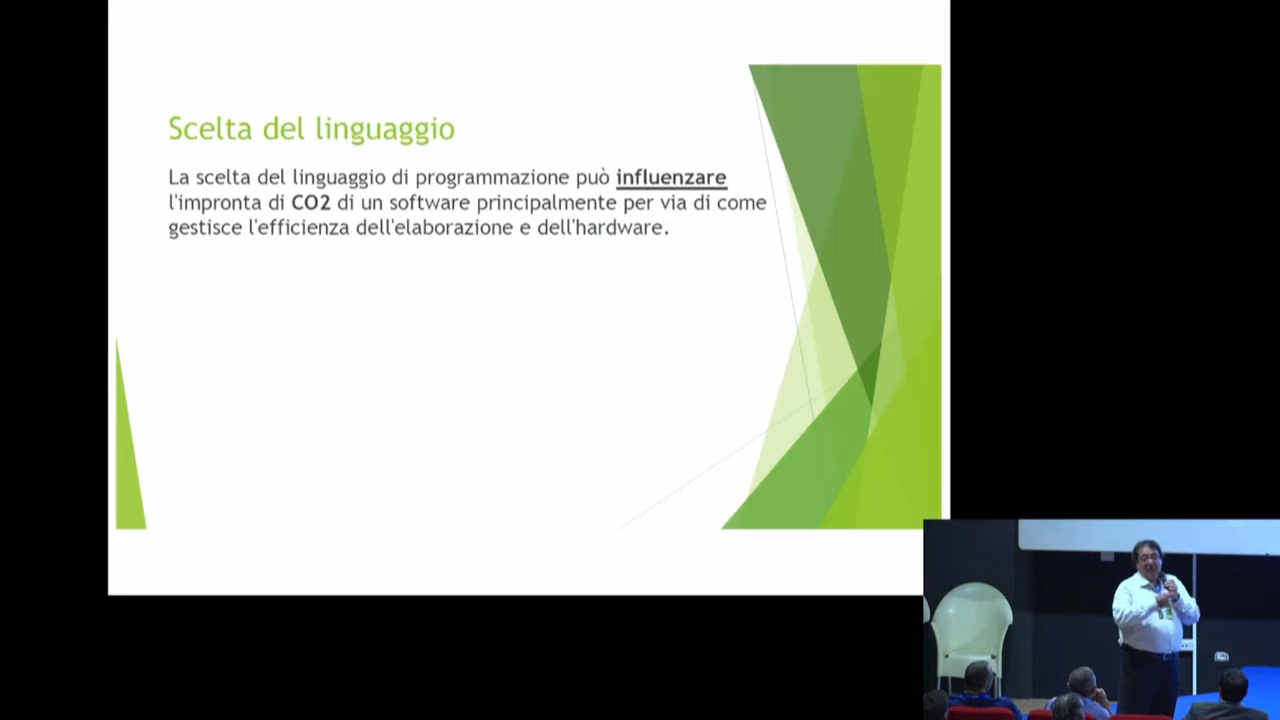 Scelta del linguaggio
La scelta del linguaggio di programmazione può influenzare
l'impronta di CO2 di un software principalmente per via di come
gestisce l'efficienza dell'elaborazione e dell'hardware.